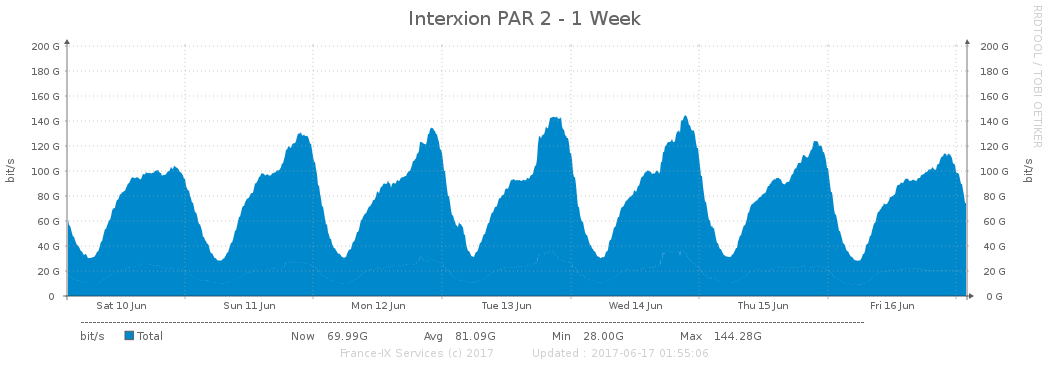 Interxion PAR 2 - 1 Week
RRDTOOL / TOBI OETIKER
200 G 200 G
180 G 180 G
160 G 160 G
140 G 140 G
120 G 120 G
100 G 100 G
80 G 80 G
60 G 60 G
40 G 40 G
20 G 20 G
0 0 G
bit/s bit/s
Sat 10 Jun Sun 11 Jun Mon 12 Jun Tue 13 Jun Wed 14 Jun Thu 15 Jun Fri 16 Jun
bit/s Total Now 69.99G Avg 81.09G Min 28.00G Max 144.28G
France-IX Services (c) 2017 Updated : 2017-06-17 01:55:06